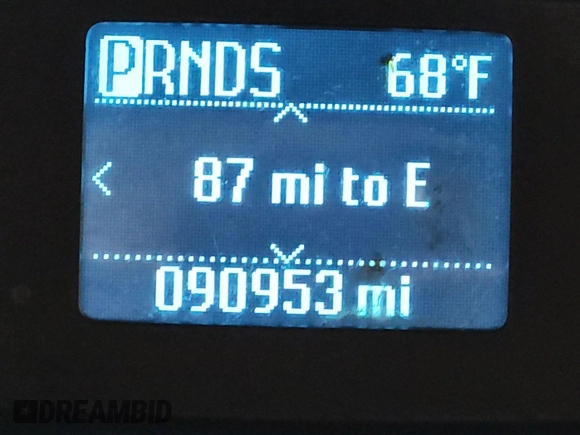 PRNDS 68°F
87 mi to E
090953 mi
DREAMBID